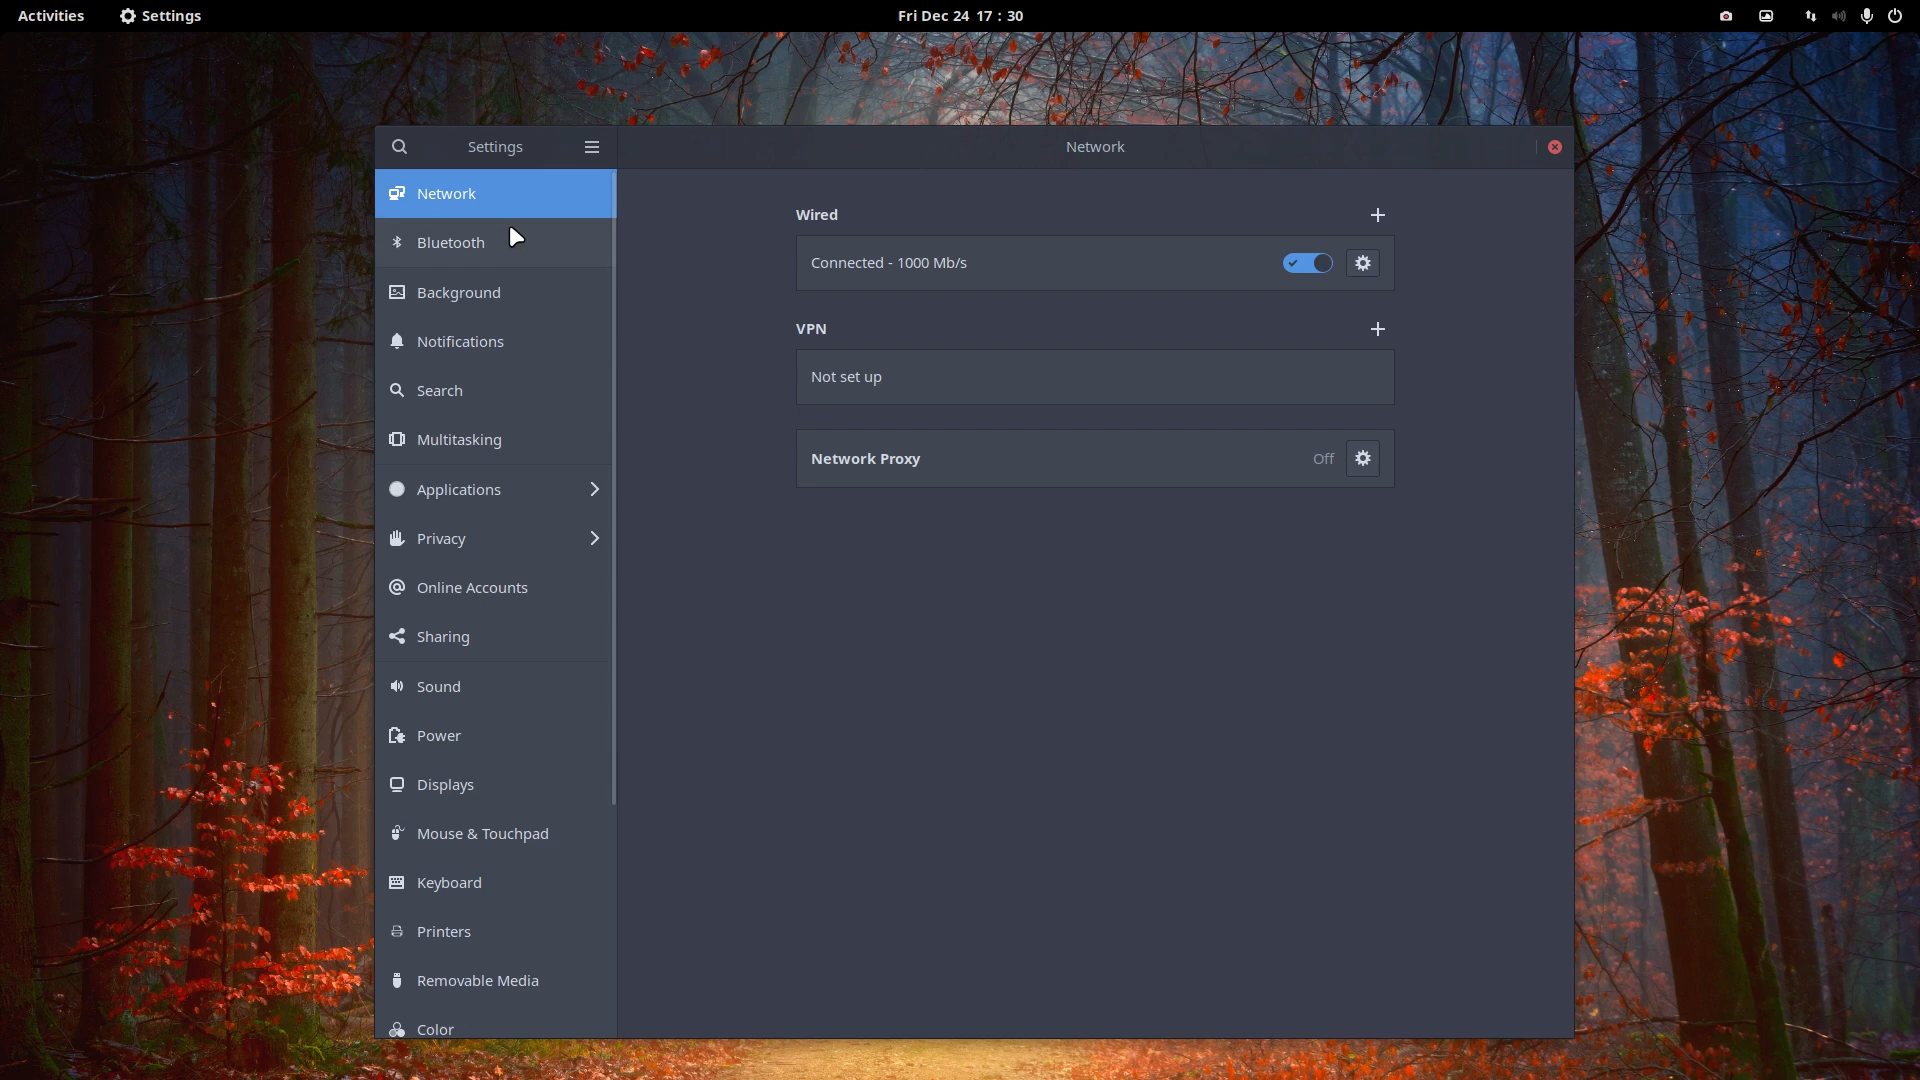 Activities
Settings
Fri Dec 24 17 : 30
Settings
Network
Network
Bluetooth
Background
Notifications
Search
Multitasking
Applications
Privacy
Online Accounts
Sharing
Sound
Power
Displays
Mouse & Touchpad
Keyboard
Printers
Removable Media
Color
Wired
Connected - 1000 Mb/s
VPN
Not set up
Network Proxy
Off